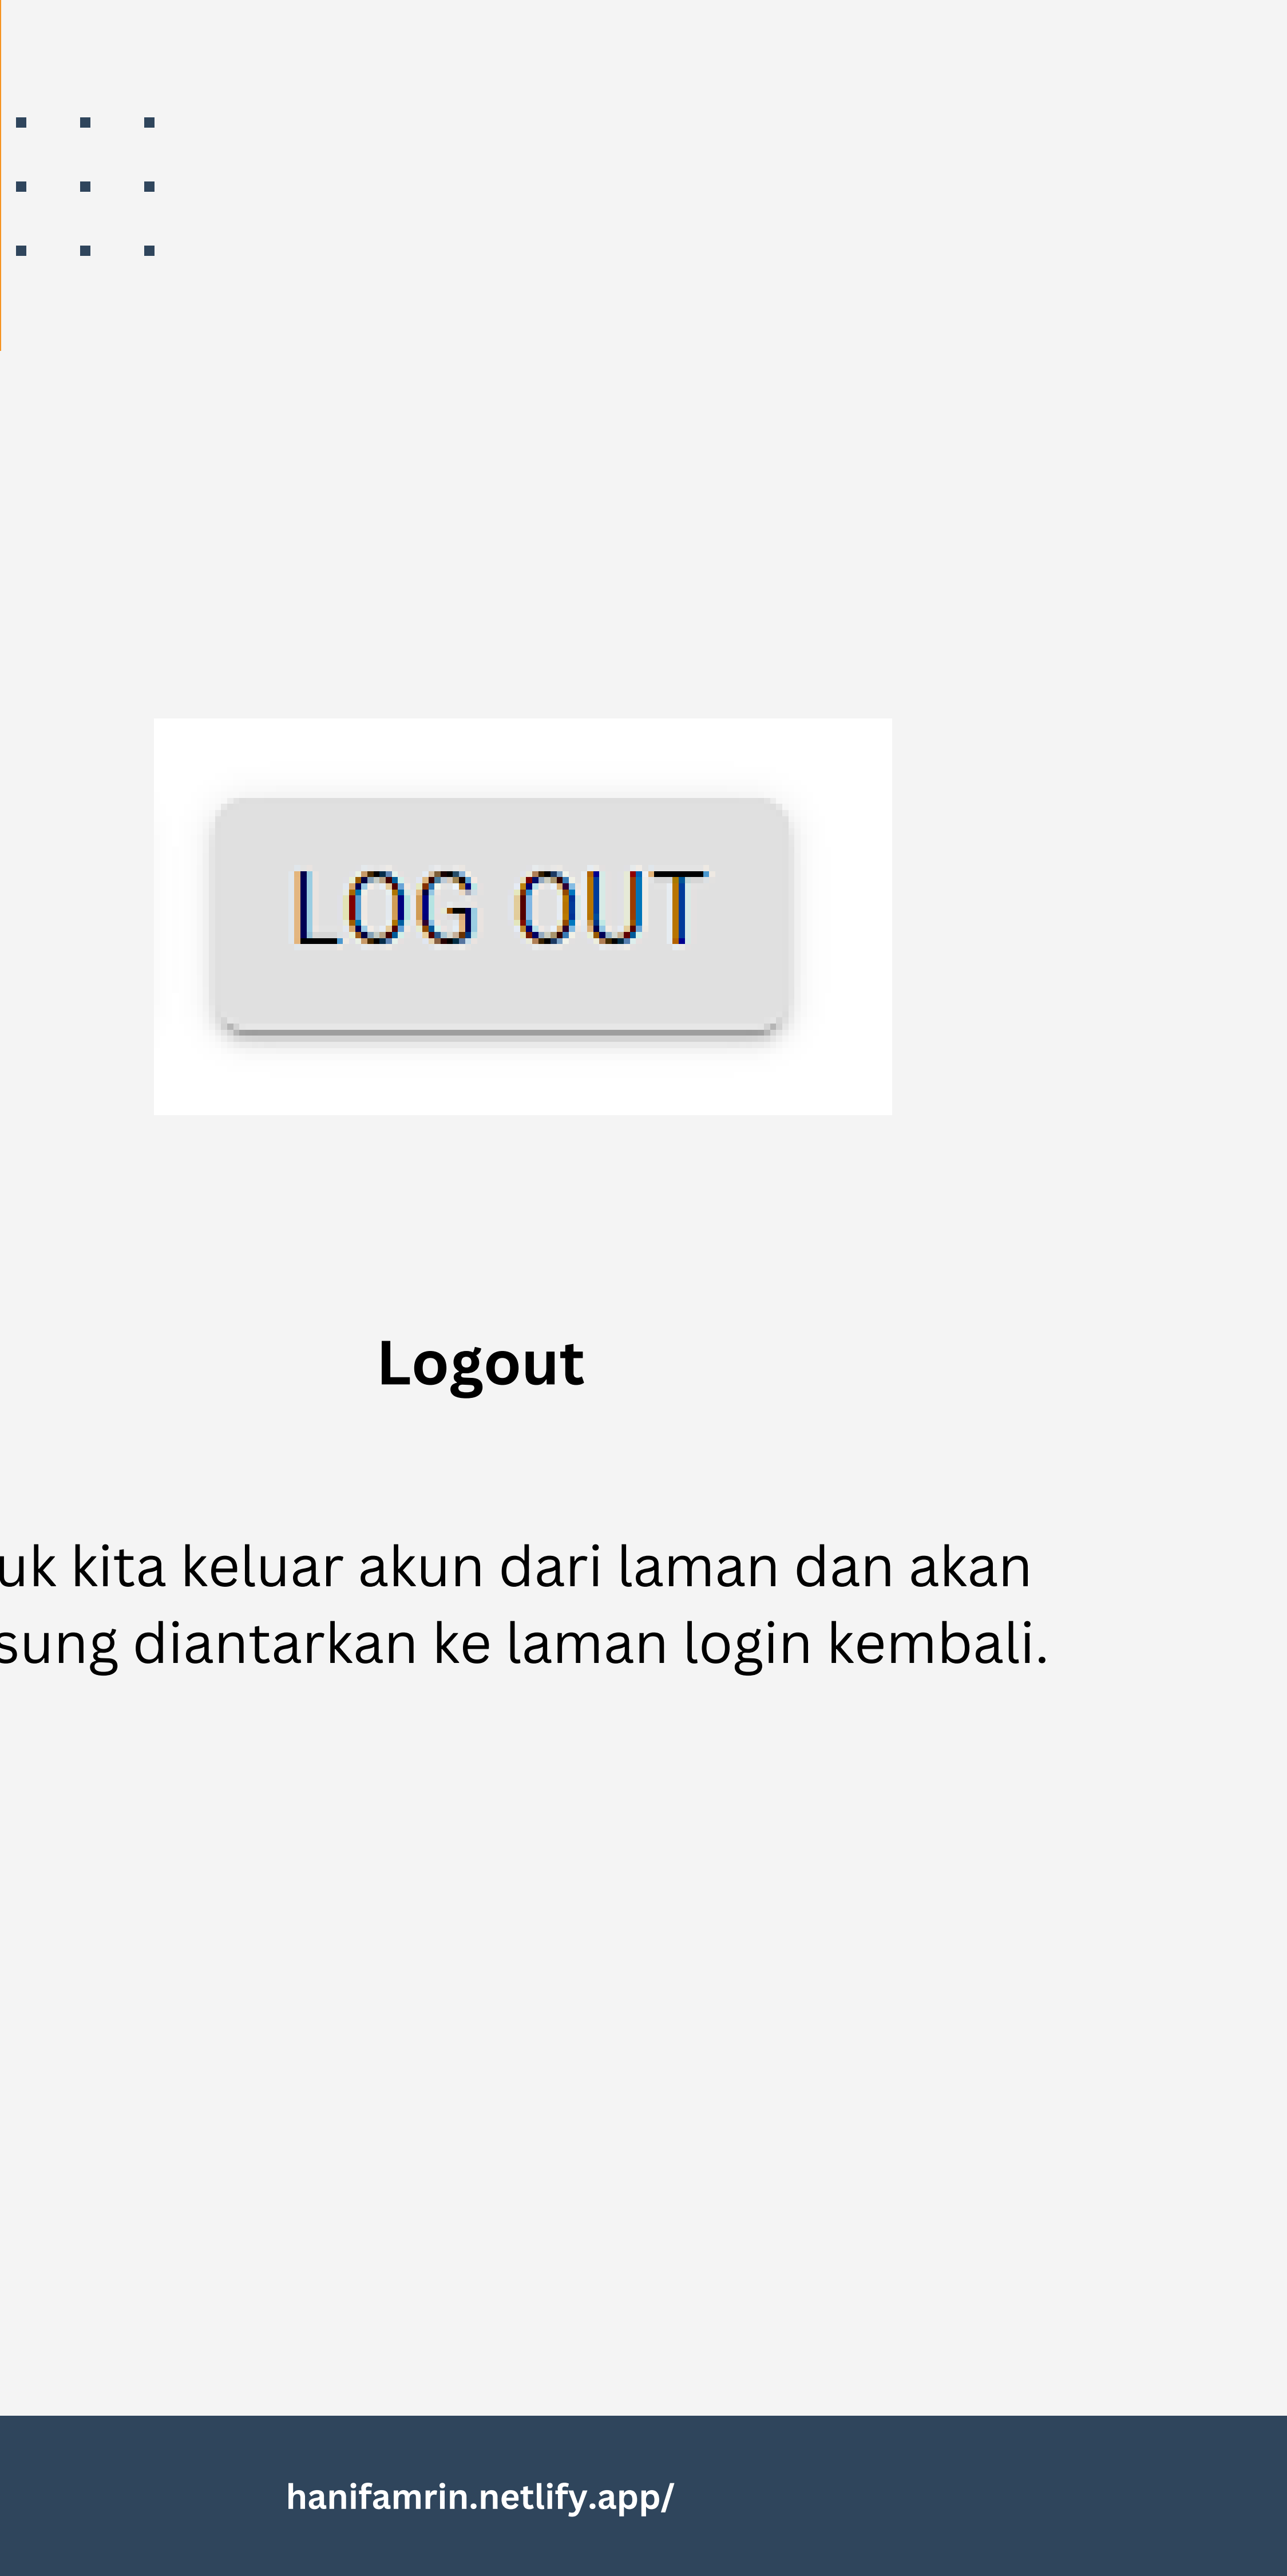 LOG OUT
Logout
uk kita keluar akun dari laman dan akan
sung diantarkan ke laman login kembali.
hanifamrin.netlify.app/